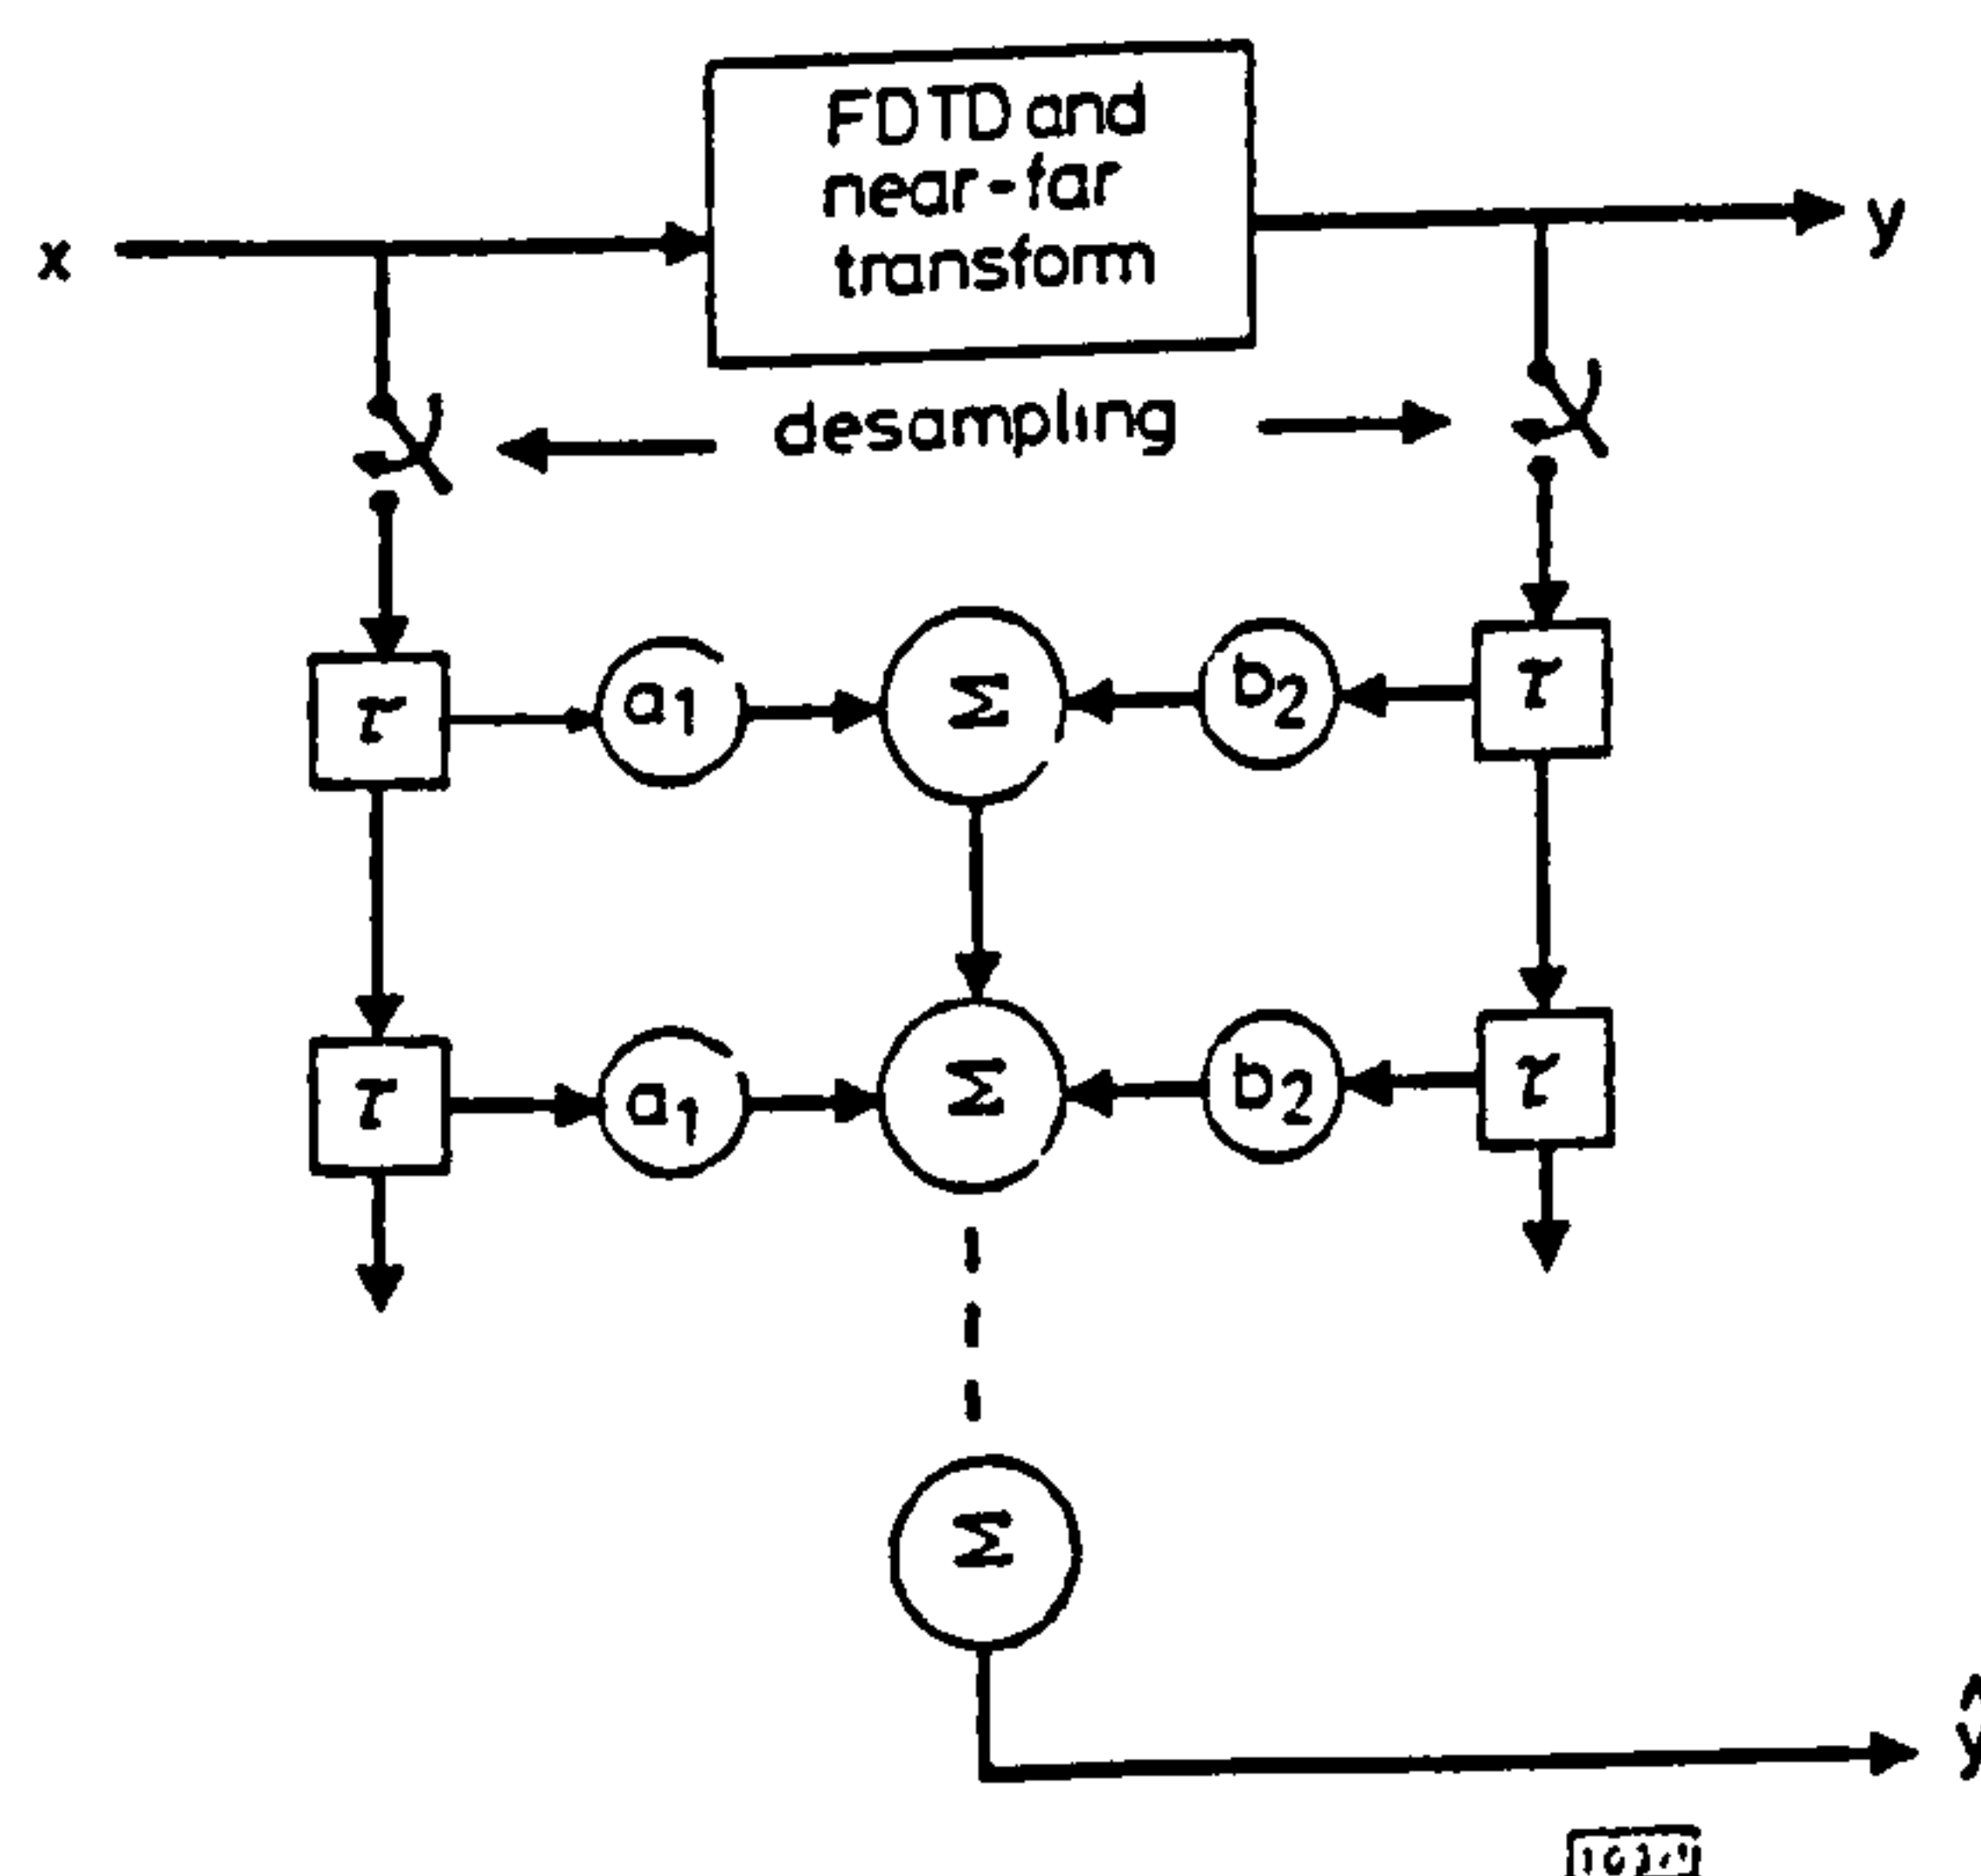 FDTD and
near-far
transform
x
y
desampling
τ a1 Σ b2 τ
τ a1 Σ b2 τ
Σ
ŷ